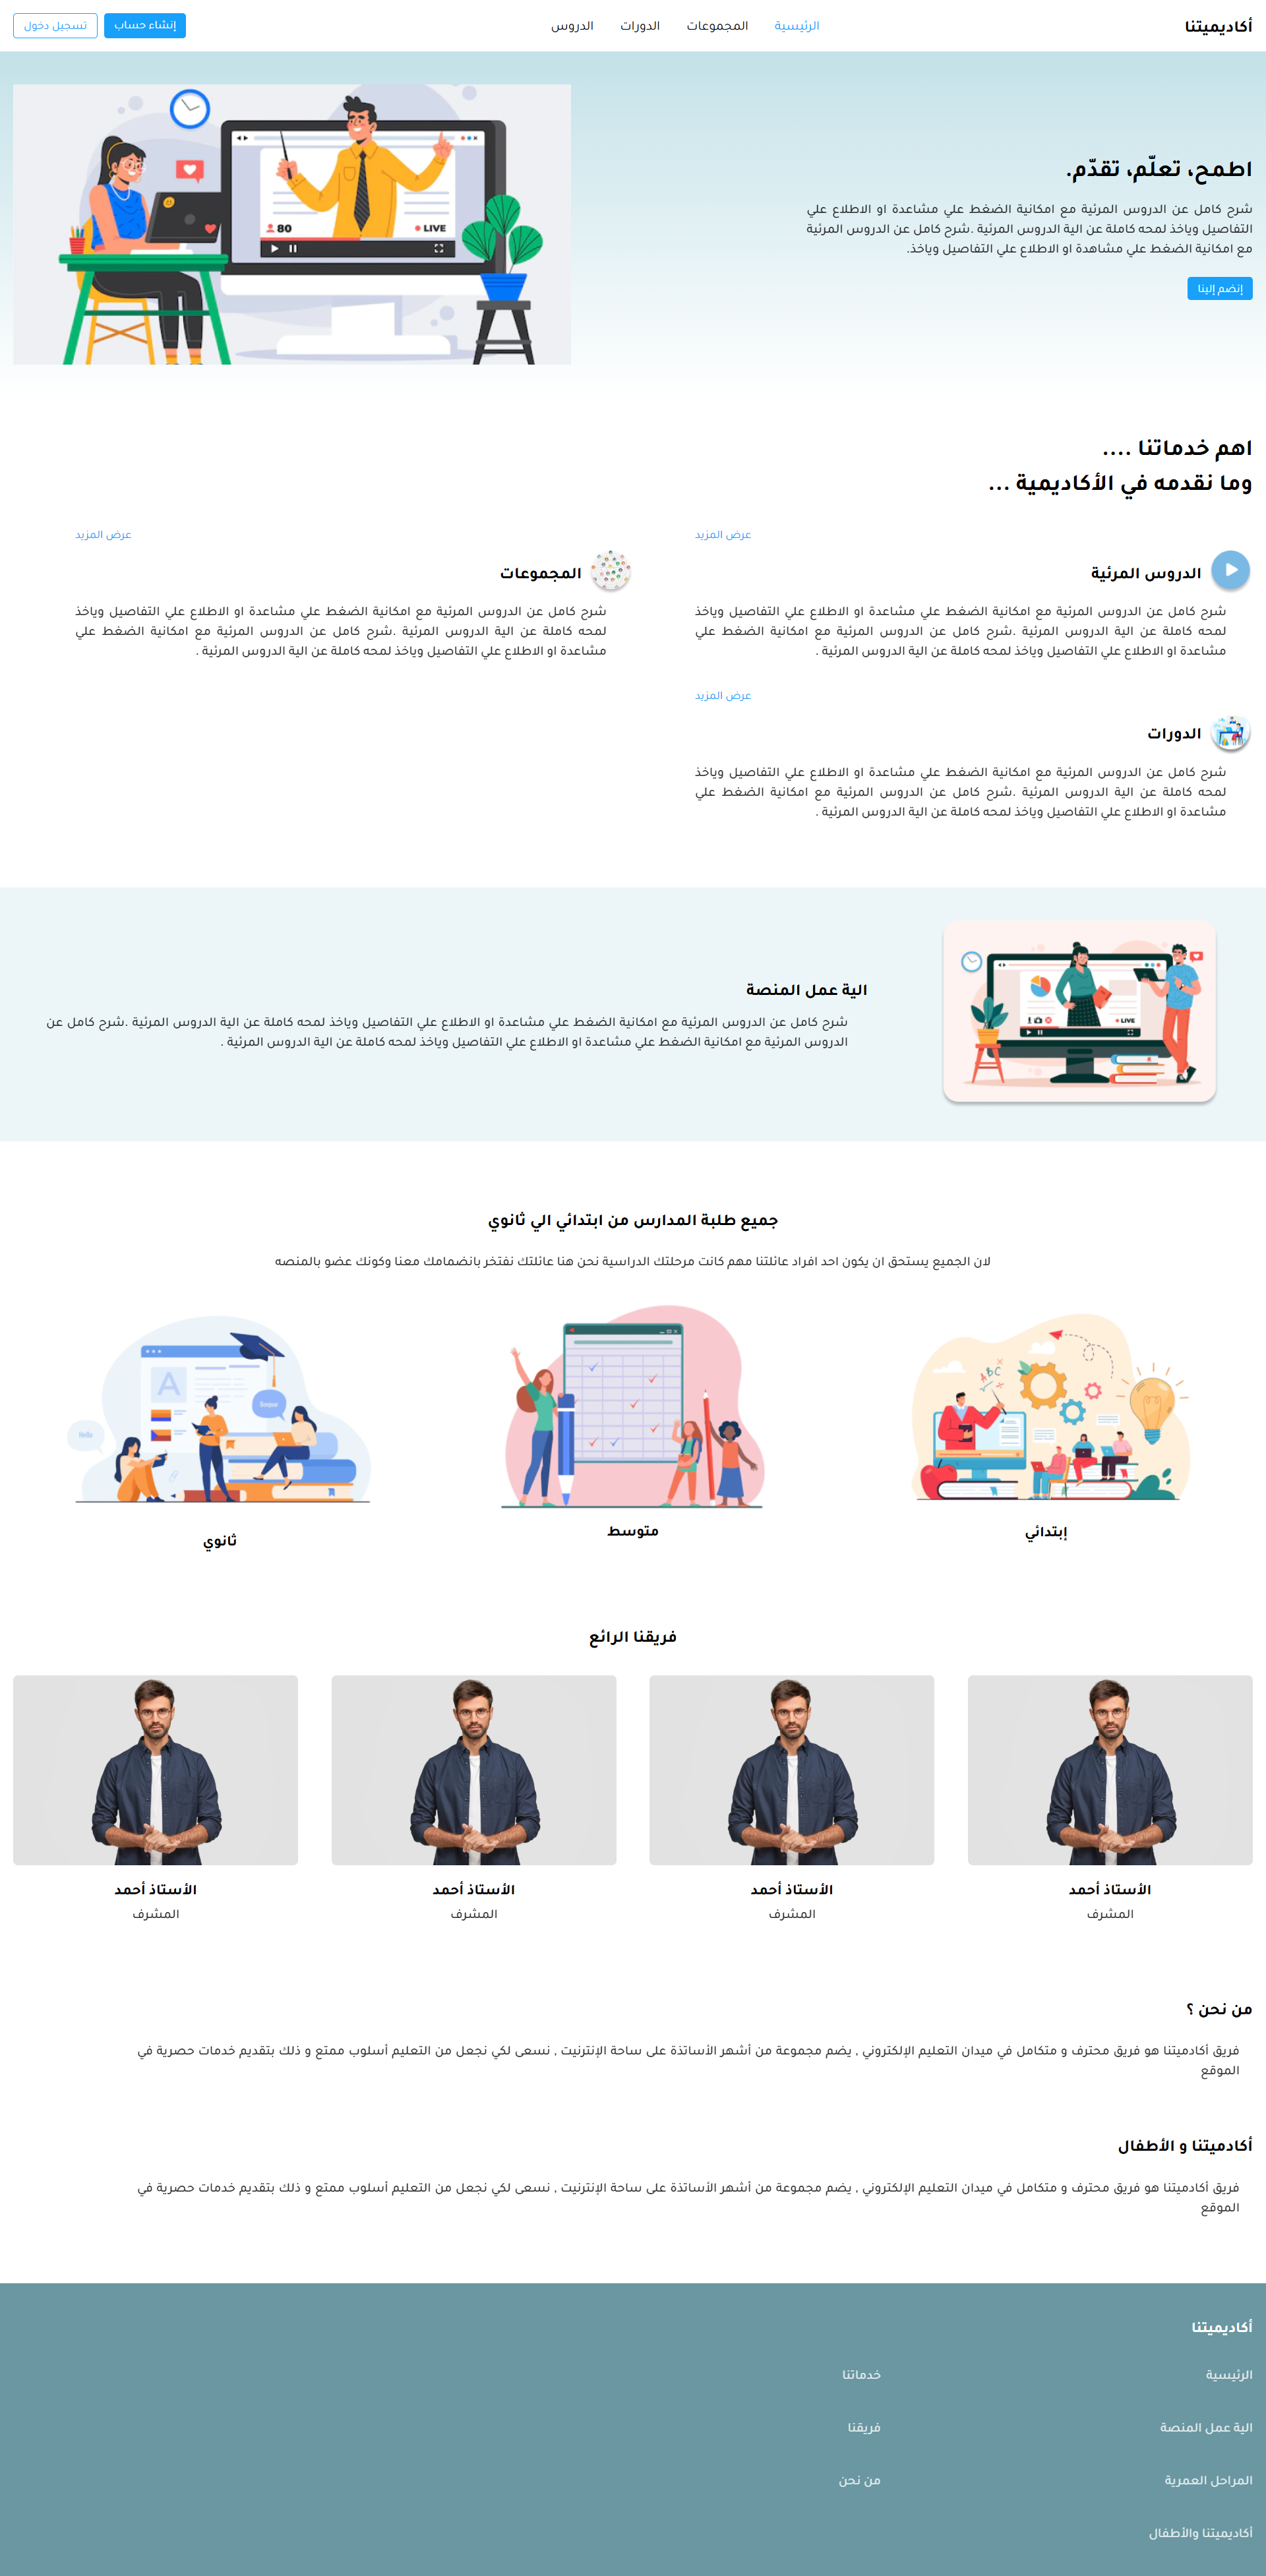 أكاديميتنا
الرئيسية
المجموعات
الدورات
الدروس
إنشاء حساب
تسجيل دخول
80
LIVE
اطمح، تعلّم، تقدّم.
شرح كامل عن الدروس المرئية مع امكانية الضغط علي مشاعدة او الاطلاع علي
التفاصيل وياخذ لمحه كاملة عن الية الدروس المرئية .شرح كامل عن الدروس المرئية
مع امكانية الضغط علي مشاهدة او الاطلاع علي التفاصيل وياخذ.
إنضم إلينا
اهم خدماتنا ....
وما نقدمه في الأكاديمية ...
عرض المزيد
الدروس المرئية
شرح كامل عن الدروس المرئية مع امكانية الضغط علي مشاعدة او الاطلاع علي التفاصيل وياخذ
لمحه كاملة عن الية الدروس المرئية .شرح كامل عن الدروس المرئية مع امكانية الضغط علي
مشاعدة او الاطلاع علي التفاصيل وياخذ لمحه كاملة عن الية الدروس المرئية .
عرض المزيد
المجموعات
شرح كامل عن الدروس المرئية مع امكانية الضغط علي مشاعدة او الاطلاع علي التفاصيل وياخذ
لمحه كاملة عن الية الدروس المرئية .شرح كامل عن الدروس المرئية مع امكانية الضغط علي
مشاعدة او الاطلاع علي التفاصيل وياخذ لمحه كاملة عن الية الدروس المرئية .
عرض المزيد
الدورات
شرح كامل عن الدروس المرئية مع امكانية الضغط علي مشاعدة او الاطلاع علي التفاصيل وياخذ
لمحه كاملة عن الية الدروس المرئية .شرح كامل عن الدروس المرئية مع امكانية الضغط علي
مشاعدة او الاطلاع علي التفاصيل وياخذ لمحه كاملة عن الية الدروس المرئية .
LIVE
الية عمل المنصة
شرح كامل عن الدروس المرئية مع امكانية الضغط علي مشاعدة او الاطلاع علي التفاصيل وياخذ لمحه كاملة عن الية الدروس المرئية .شرح كامل عن
الدروس المرئية مع امكانية الضغط علي مشاعدة او الاطلاع علي التفاصيل وياخذ لمحه كاملة عن الية الدروس المرئية .
جميع طلبة المدارس من ابتدائي الي ثانوي
لان الجميع يستحق ان يكون احد افراد عائلتنا مهم كانت مرحلتك الدراسية نحن هنا عائلتك نفتخر بانضمامك معنا وكونك عضو بالمنصه
ABC
A
Bonjour
Hello
إبتدائي
متوسط
ثانوي
فريقنا الرائع
الأستاذ أحمد
المشرف
الأستاذ أحمد
المشرف
الأستاذ أحمد
المشرف
الأستاذ أحمد
المشرف
من نحن ؟
فريق أكادميتنا هو فريق محترف و متكامل في ميدان التعليم الإلكتروني , يضم مجموعة من أشهر الأساتذة على ساحة الإنترنيت , نسعى لكي نجعل من التعليم أسلوب ممتع و ذلك بتقديم خدمات حصرية في
الموقع
أكادميتنا و الأطفال
فريق أكادميتنا هو فريق محترف و متكامل في ميدان التعليم الإلكتروني , يضم مجموعة من أشهر الأساتذة على ساحة الإنترنيت , نسعى لكي نجعل من التعليم أسلوب ممتع و ذلك بتقديم خدمات حصرية في
الموقع
أكاديميتنا
الرئيسية
خدماتنا
الية عمل المنصة
فريقنا
المراحل العمرية
من نحن
أكاديميتنا والأطفال